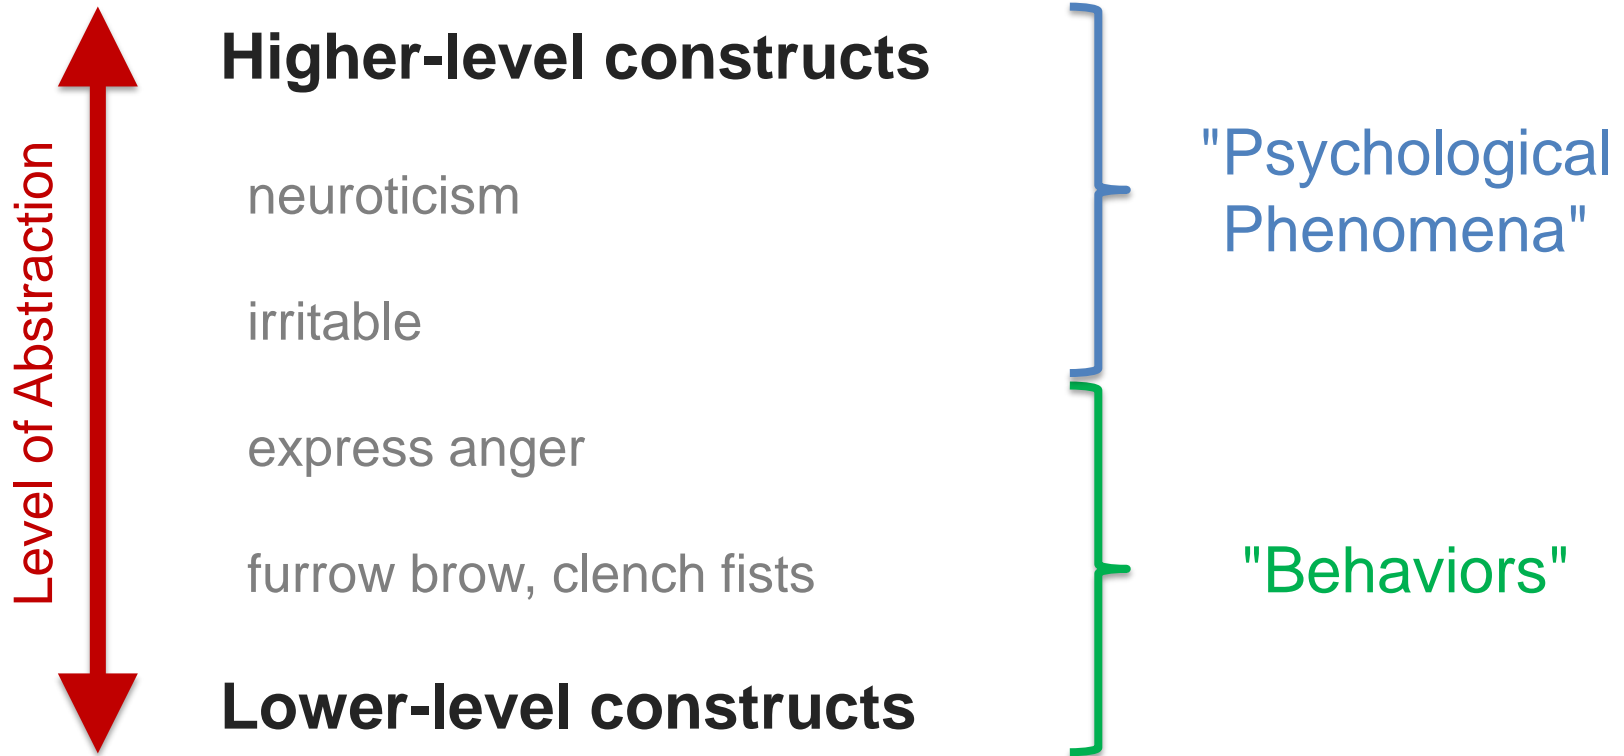 Level of Abstraction
Higher-level constructs
neuroticism
irritable
express anger
furrow brow, clench fists
Lower-level constructs
"Psychological
Phenomena"
"Behaviors"